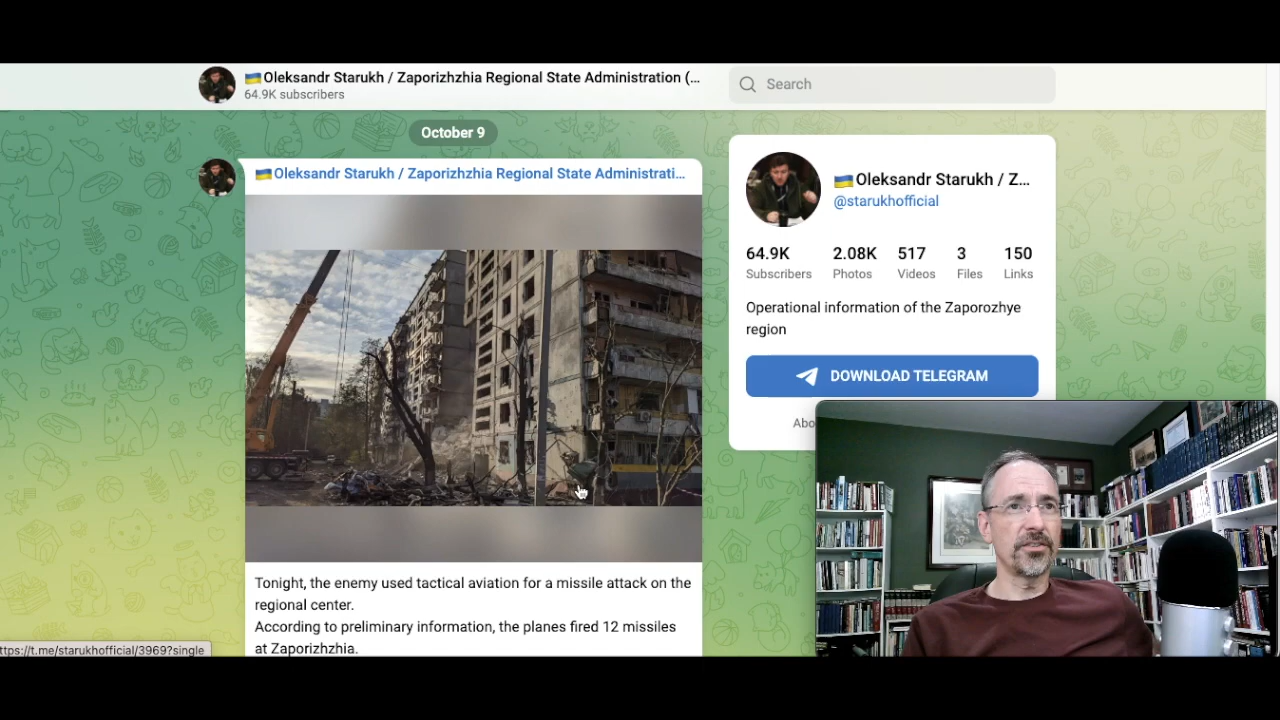 🇺🇦Oleksandr Starukh / Zaporizhzhia Regional State Administration (...
64.9K subscribers
Search
October 9
🇺🇦Oleksandr Starukh / Zaporizhzhia Regional State Administrati...
🇺🇦Oleksandr Starukh / Z...
@starukhofficial
64.9K 2.08K 517 3 150
Subscribers Photos Videos Files Links
Operational information of the Zaporozhye
region
DOWNLOAD TELEGRAM
Abo
Tonight, the enemy used tactical aviation for a missile attack on the
regional center.
According to preliminary information, the planes fired 12 missiles
at Zaporizhzhia.
ttps://t.me/starukhofficial/3969?single